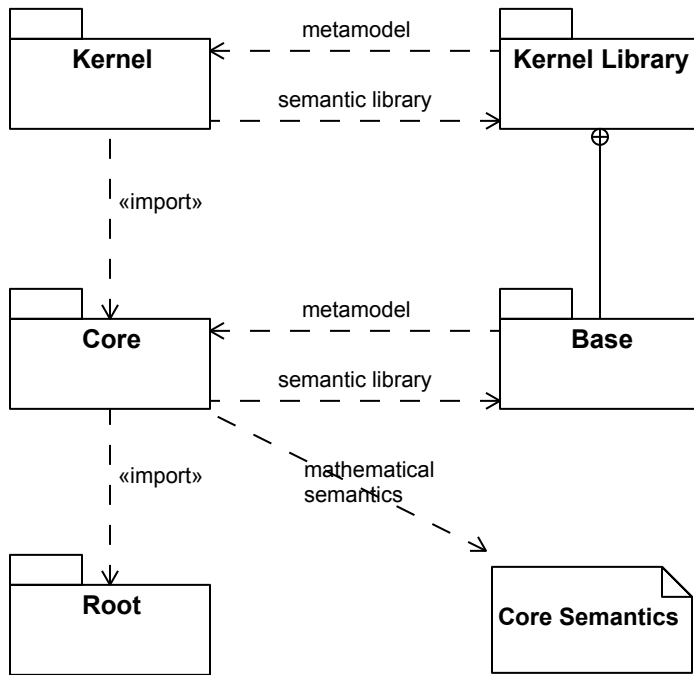 metamodel
Kernel
Kernel Library
semantic library
«import»
metamodel
Core
Base
semantic library
«import»
mathematical
semantics
Root
Core Semantics